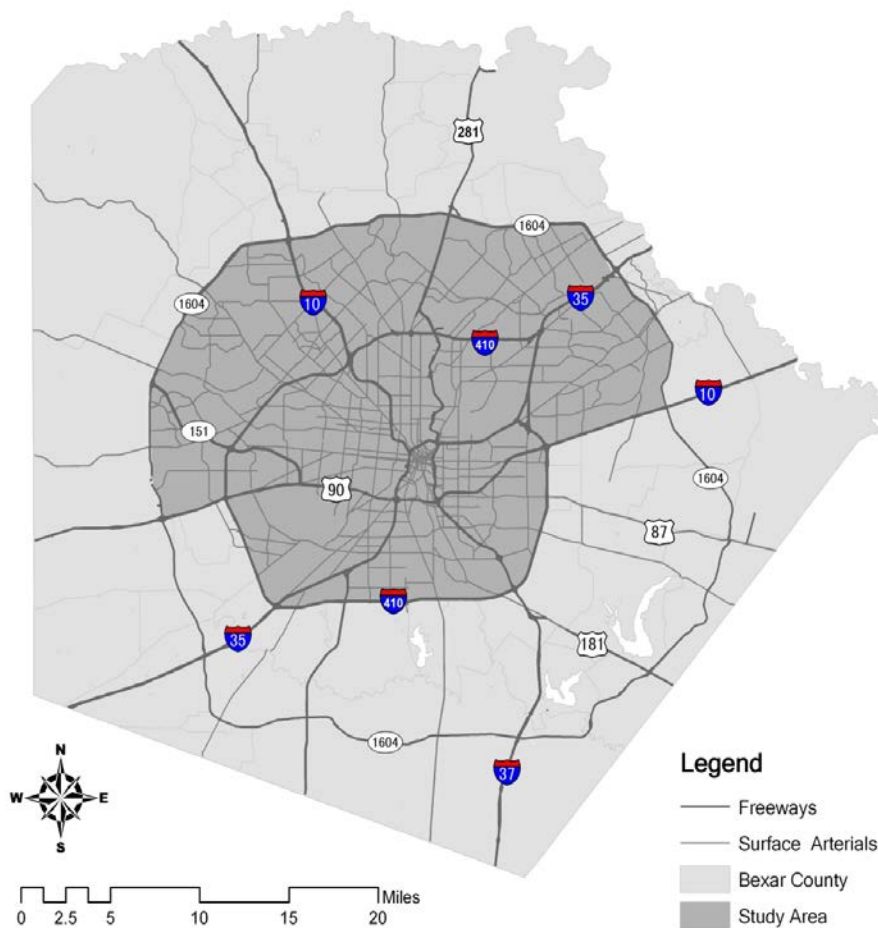 281
1604
10
35
1604
410
10
151
1604
90
87
410
35
181
1604
37
N
W E
S
Legend
Freeways
Surface Arterials
Bexar County
Study Area
Miles
0 2.5 5 10 15 20